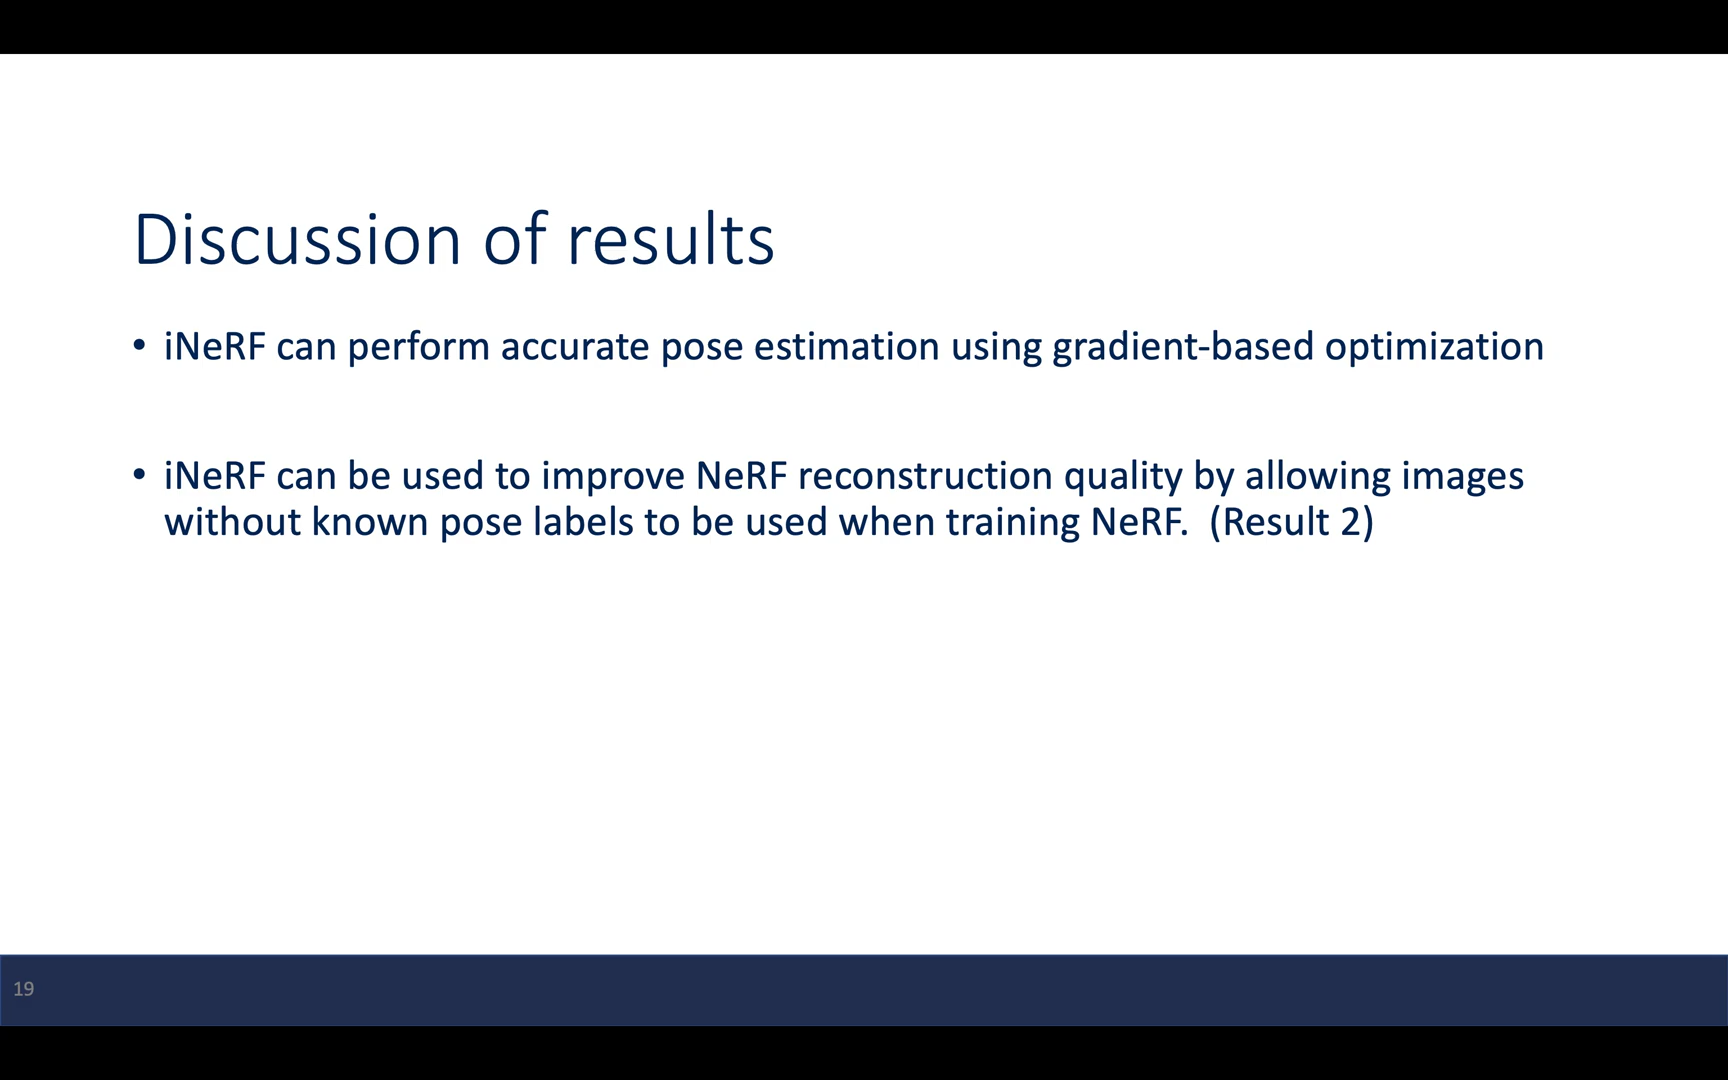 Discussion of results
• iNeRF can perform accurate pose estimation using gradient-based optimization
• iNeRF can be used to improve NeRF reconstruction quality by allowing images
without known pose labels to be used when training NeRF.  (Result 2)
19